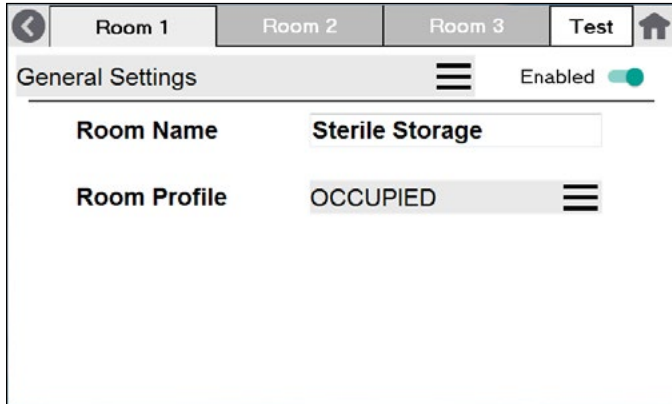 Room 1 Room 2 Room 3 Test
General Settings Enabled
Room Name Sterile Storage
Room Profile OCCUPIED